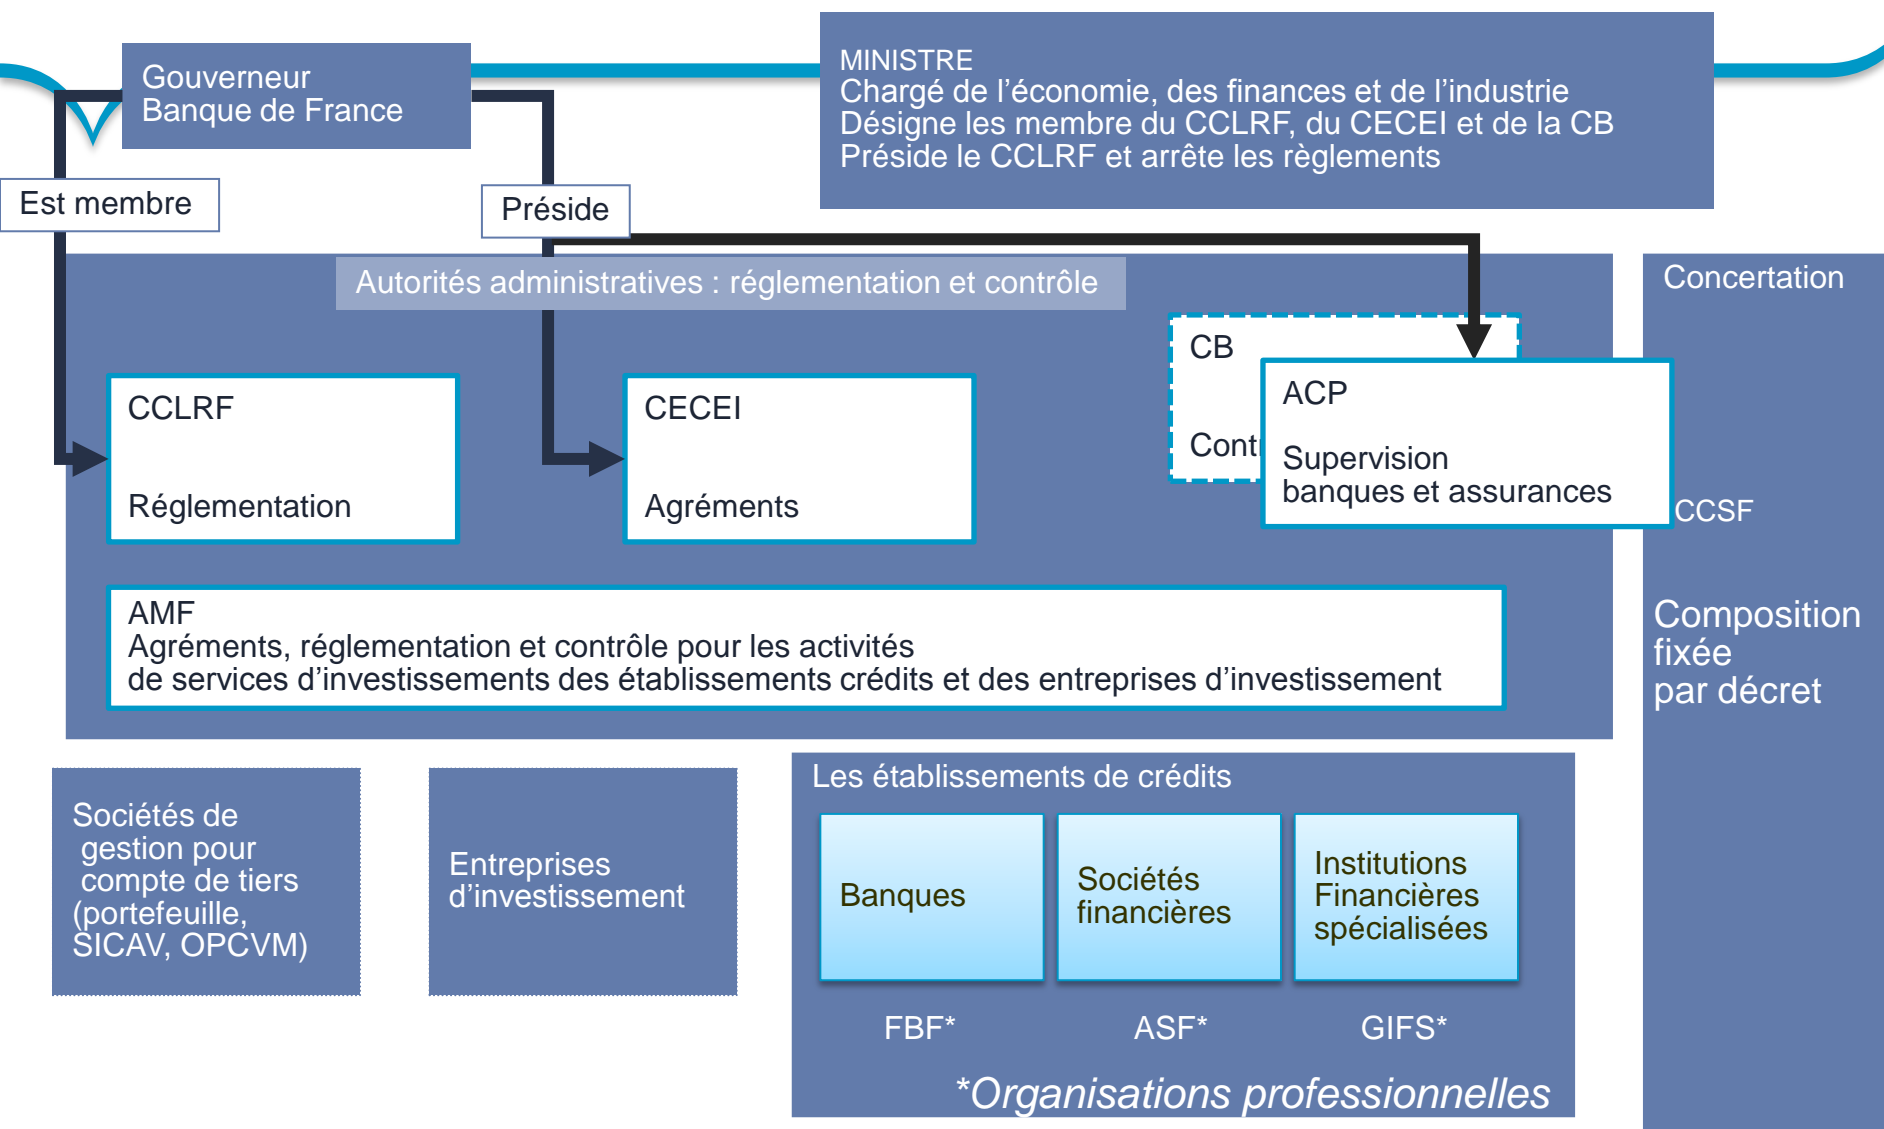 Gouverneur
Banque de France
MINISTRE
Chargé de l’économie, des finances et de l’industrie
Désigne les membre du CCLRF, du CECEI et de la CB
Préside le CCLRF et arrête les règlements
Est membre
Préside
Autorités administratives : réglementation et contrôle
Concertation
CCLRF
Réglementation
CECEI
Agréments
CB
ACP
Supervision
banques et assurances
CCSF
Composition
fixée
par décret
AMF
Agréments, réglementation et contrôle pour les activités
de services d’investissements des établissements crédits et des entreprises d’investissement
Sociétés de
gestion pour
compte de tiers
(portefeuille,
SICAV, OPCVM)
Entreprises
d’investissement
Les établissements de crédits
Banques
Sociétés
financières
Institutions
Financières
spécialisées
FBF*
ASF*
GIFS*
*Organisations professionnelles